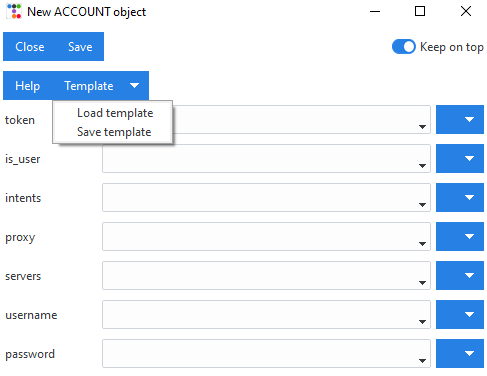 New ACCOUNT object
Close Save Keep on top
Help Template
Load template
Save template
token
is_user
intents
proxy
servers
username
password